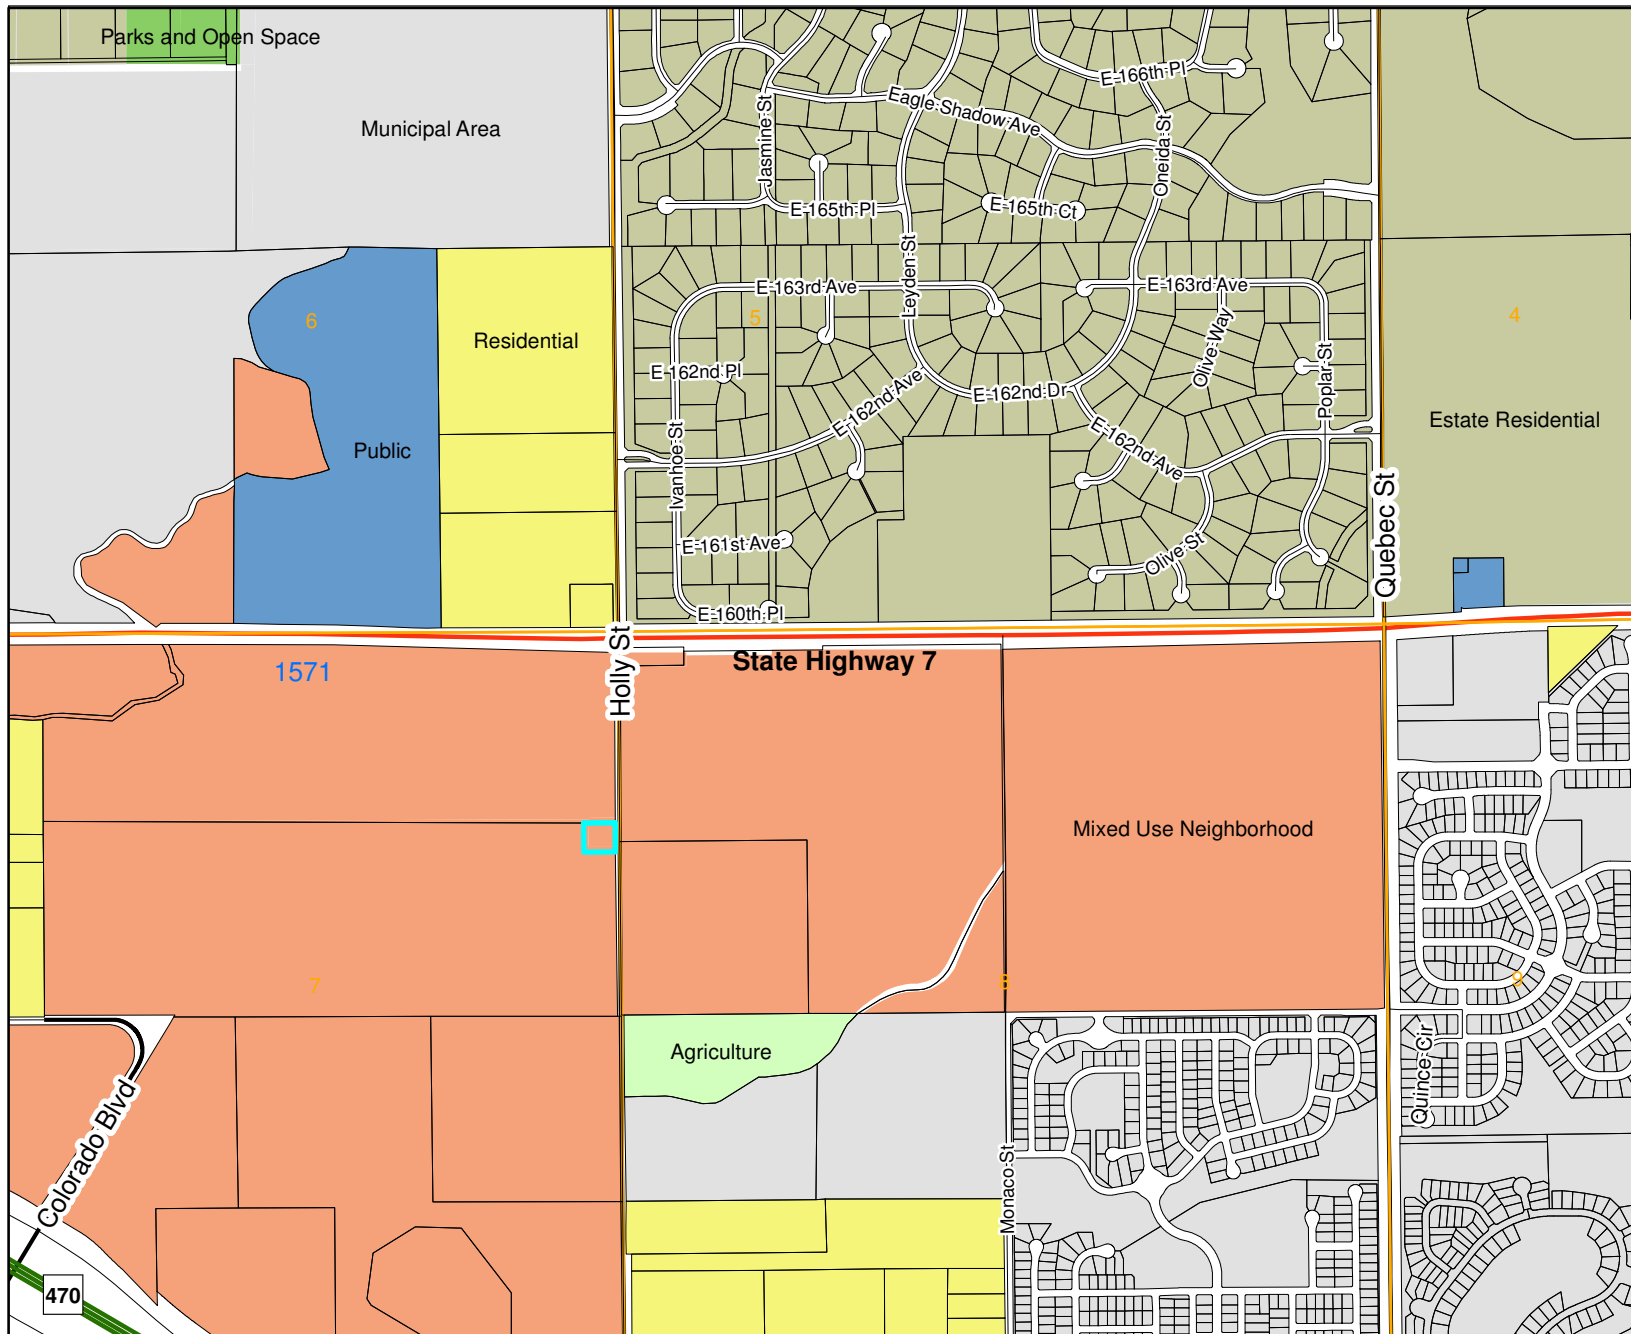 Parks and Open Space
Municipal Area
E 166th Pl
Eagle Shadow Ave
Jasmine St
Oneida St
E 165th Pl
E 165th Ct
Leyden St
E 163rd Ave
E 163rd Ave
6
5
4
Residential
Olive Way
Poplar St
E 162nd Pl
E 162nd Ave
E 162nd Dr
E 162nd Ave
Estate Residential
Public
Ivanhoe St
Quebec St
E 161st Ave
Olive St
E 160th Pl
Holly St
State Highway 7
1571
Mixed Use Neighborhood
7
8
9
Agriculture
Quince Cir
Colorado Blvd
Monaco St
470